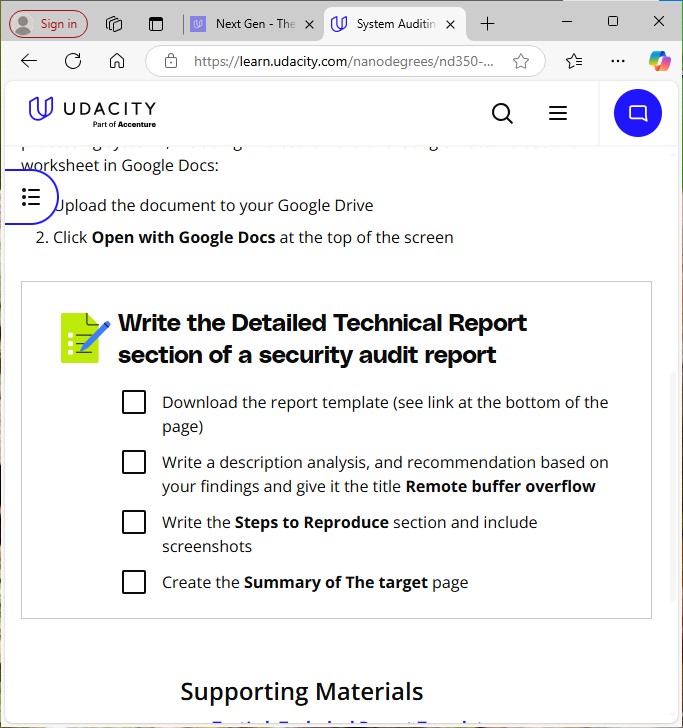 Sign in
Next Gen - The
System Auditin
https://learn.udacity.com/nanodegrees/nd350-...
UDACITY
Part of Accenture
worksheet in Google Docs:
Upload the document to your Google Drive
2. Click Open with Google Docs at the top of the screen
Write the Detailed Technical Report
section of a security audit report
Download the report template (see link at the bottom of the
page)
Write a description analysis, and recommendation based on
your findings and give it the title Remote buffer overflow
Write the Steps to Reproduce section and include
screenshots
Create the Summary of The target page
Supporting Materials